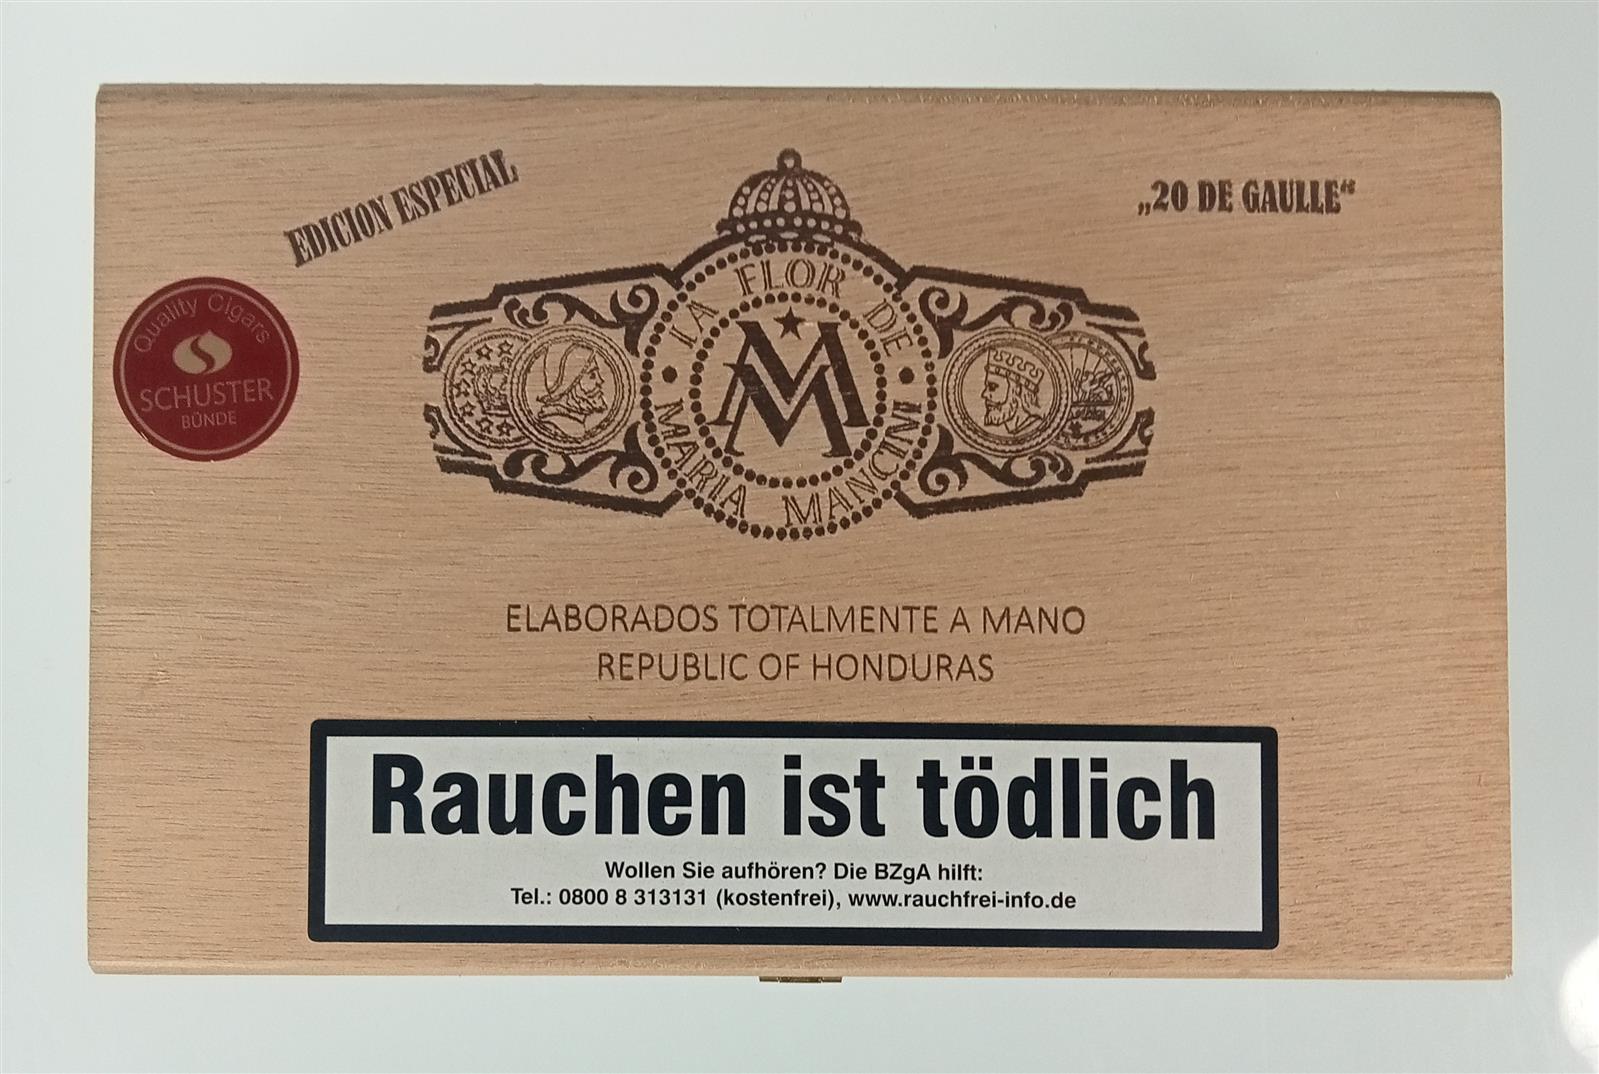 EDICION ESPECIAL
„20 DE GAULLE“
Quality Cigars
SCHUSTER
BÜNDE
LA FLOR DE
MM
MARIA MANCINI
ELABORADOS TOTALMENTE A MANO
REPUBLIC OF HONDURAS
Rauchen ist tödlich
Wollen Sie aufhören? Die BZgA hilft:
Tel.: 0800 8 313131 (kostenfrei), www.rauchfrei-info.de